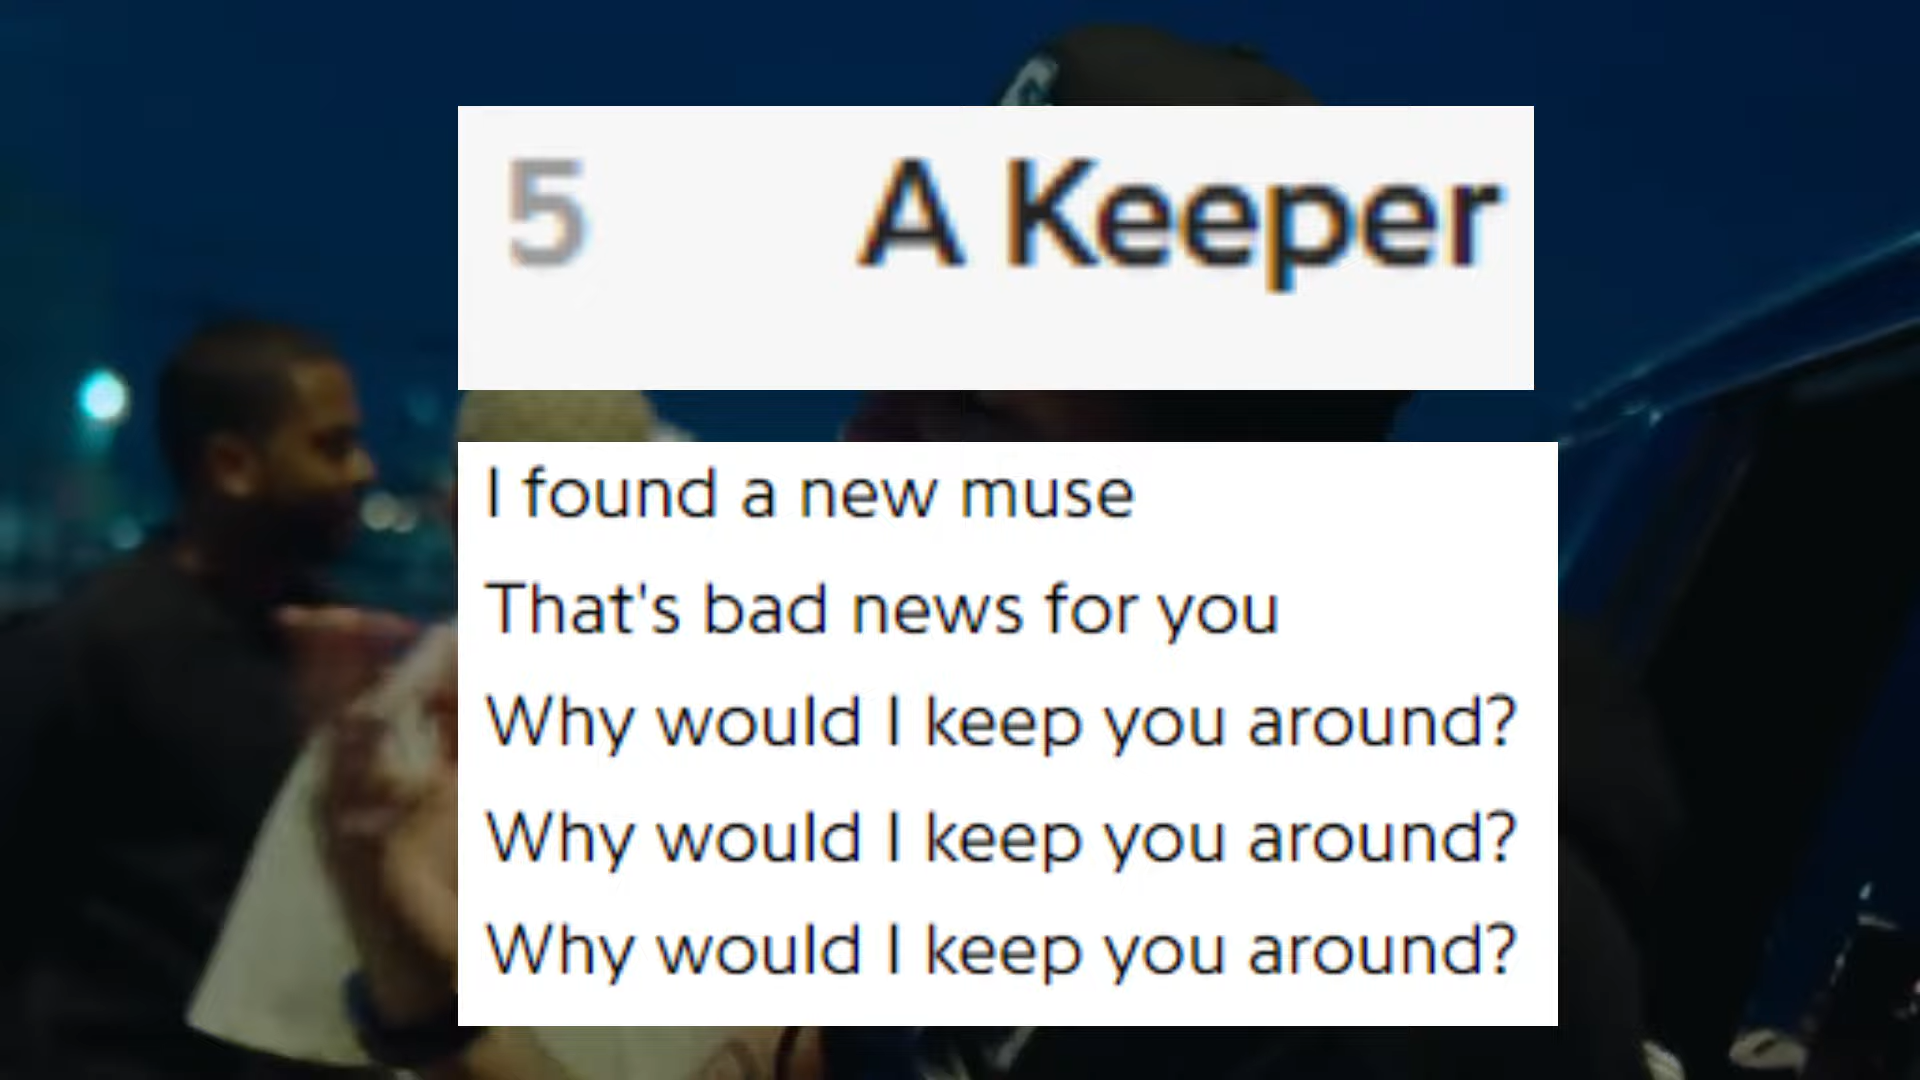 5 A Keeper
I found a new muse
That's bad news for you
Why would I keep you around?
Why would I keep you around?
Why would I keep you around?